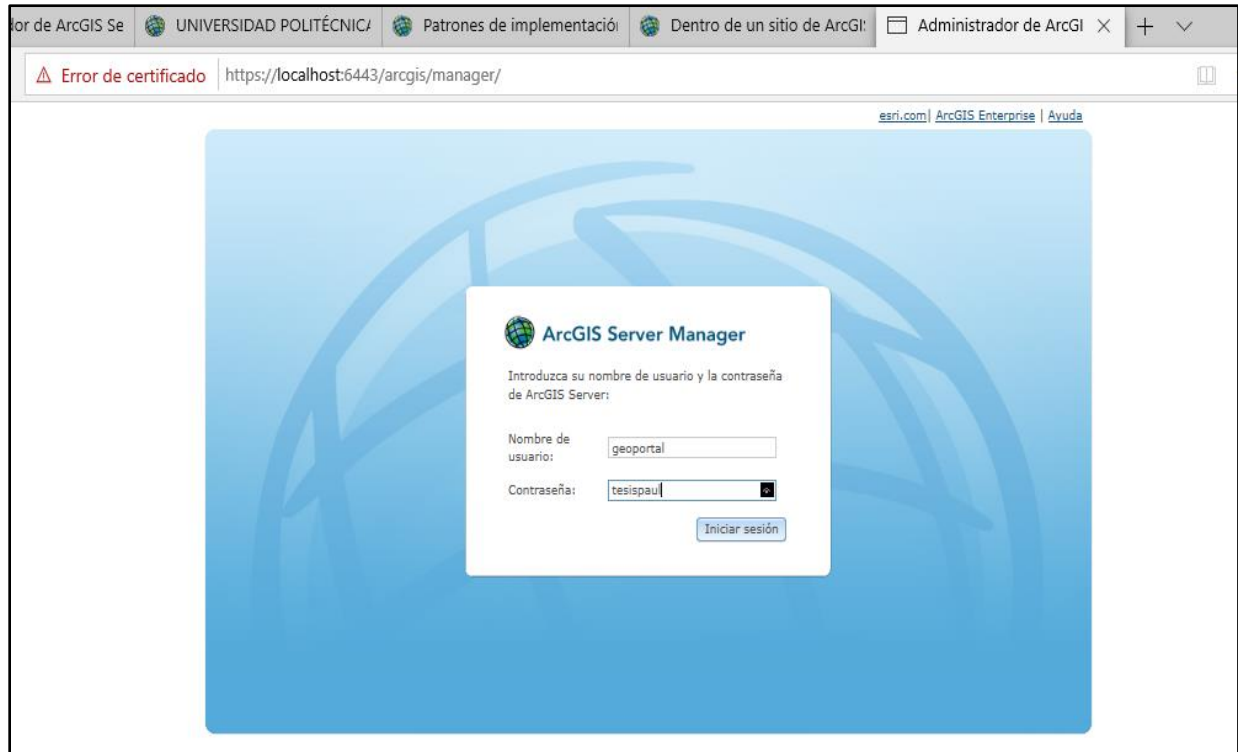 dor de ArcGIS Se
UNIVERSIDAD POLITÉCNICA
Patrones de implementació
Dentro de un sitio de ArcGI
Administrador de ArcGI
Error de certificado
https://localhost:6443/arcgis/manager/
esri.com| ArcGIS Enterprise | Ayuda
ArcGIS Server Manager
Introduzca su nombre de usuario y la contraseña
de ArcGIS Server:
Nombre de
usuario:
geoportal
Contraseña:
tesispaul
Iniciar sesión